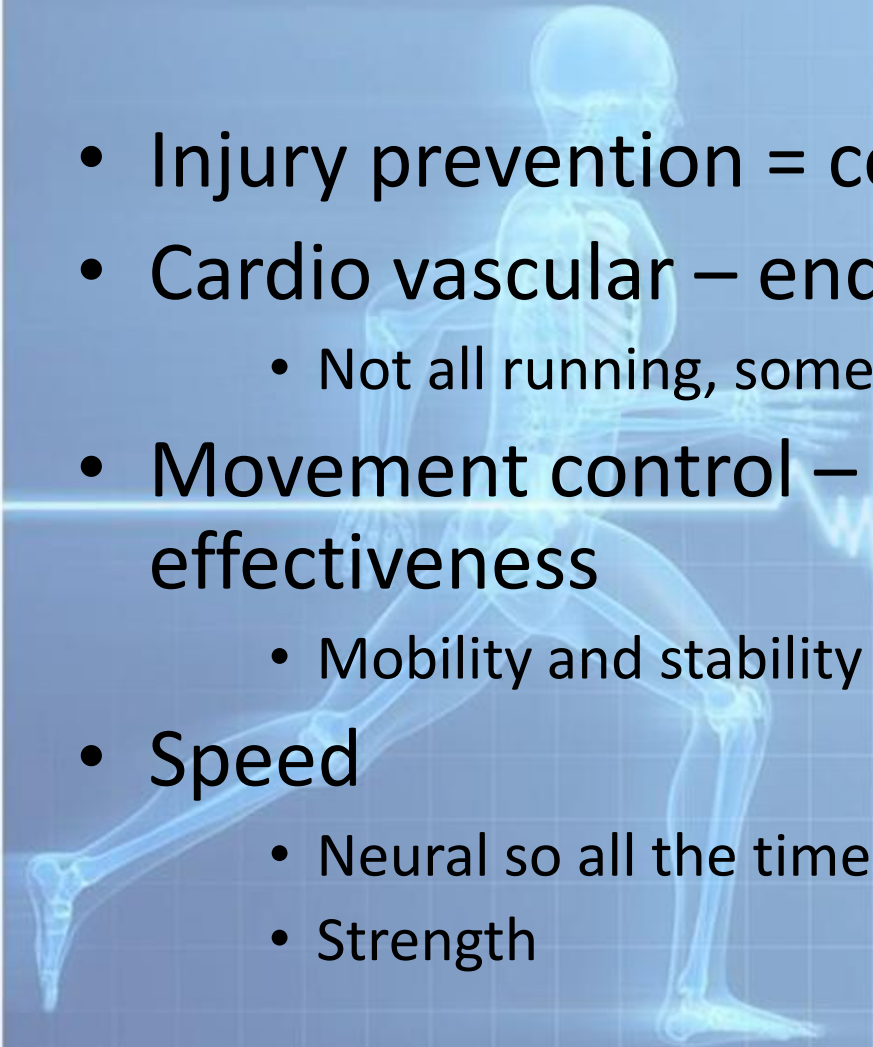 • Injury prevention =
• Cardio vascular –
• Not all running, some
• Movement control –
effectiveness
• Mobility and stability
• Speed
• Neural so all the time
• Strength